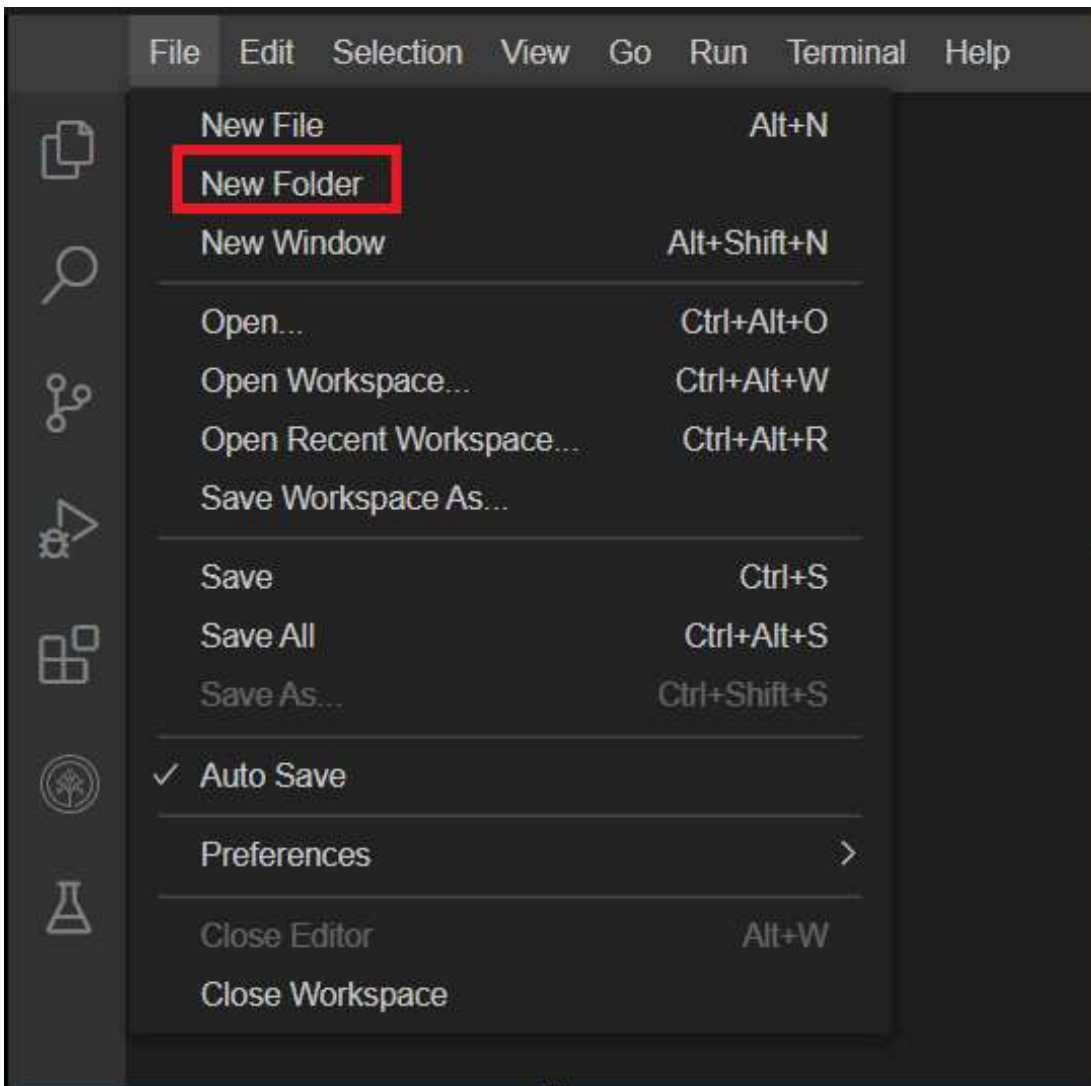 File Edit Selection View Go Run Terminal Help
New File Alt+N
New Folder
New Window Alt+Shift+N
Open... Ctrl+Alt+O
Open Workspace... Ctrl+Alt+W
Open Recent Workspace... Ctrl+Alt+R
Save Workspace As...
Save Ctrl+S
Save All Ctrl+Alt+S
Save As... Ctrl+Shift+S
Auto Save
Preferences
Close Editor Alt+W
Close Workspace